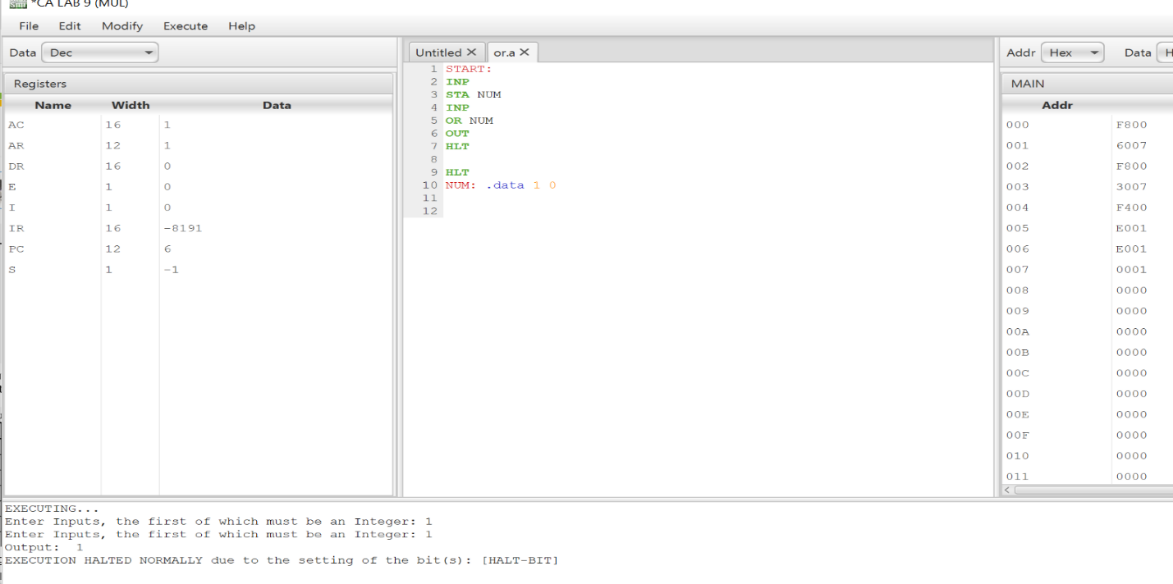 *CA LAB 9 (MUL)
File Edit Modify Execute Help
Data Dec
Registers
Name Width Data
AC 16 1
AR 12 1
DR 16 0
E 1 0
I 1 0
IR 16 -8191
PC 12 6
S 1 -1
Untitled X or.a X
1 START:
2 INP
3 STA NUM
4 INP
5 OR NUM
6 OUT
7 HLT
8
9 HLT
10 NUM: .data 1 0
11
12
Addr Hex Data H
MAIN
Addr
000 F800
001 6007
002 F800
003 3007
004 F400
005 E001
006 E001
007 0001
008 0000
009 0000
00A 0000
00B 0000
00C 0000
00D 0000
00E 0000
00F 0000
010 0000
011 0000
EXECUTING...
Enter Inputs, the first of which must be an Integer: 1
Enter Inputs, the first of which must be an Integer: 1
Output: 1
EXECUTION HALTED NORMALLY due to the setting of the bit(s): [HALT-BIT]